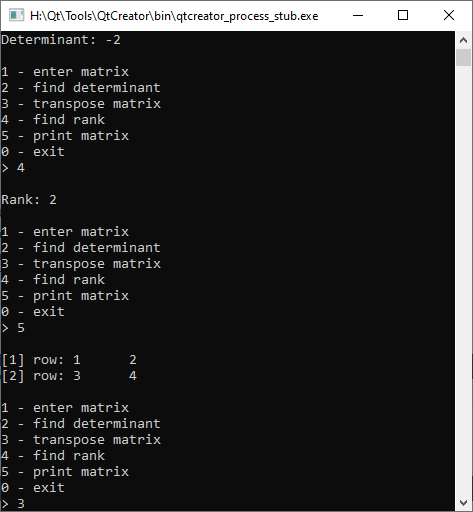 H:\Qt\Tools\QtCreator\bin\qtcreator_process_stub.exe
Determinant: -2
1 - enter matrix
2 - find determinant
3 - transpose matrix
4 - find rank
5 - print matrix
0 - exit
> 4
Rank: 2
1 - enter matrix
2 - find determinant
3 - transpose matrix
4 - find rank
5 - print matrix
0 - exit
> 5
[1] row: 1      2
[2] row: 3      4
1 - enter matrix
2 - find determinant
3 - transpose matrix
4 - find rank
5 - print matrix
0 - exit
> 3